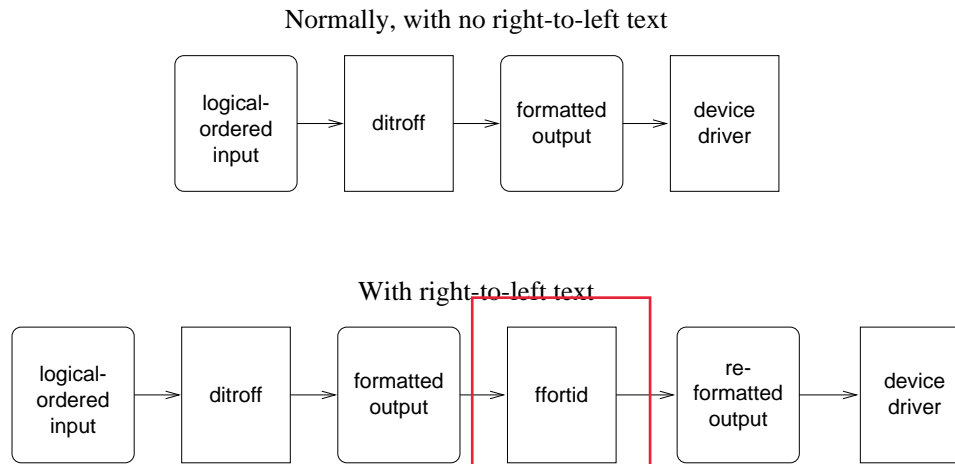 Normally, with no right-to-left text
logical-
ordered
input
ditroff
formatted
output
device
driver
With right-to-left text
logical-
ordered
input
ditroff
formatted
output
ffortid
re-
formatted
output
device
driver